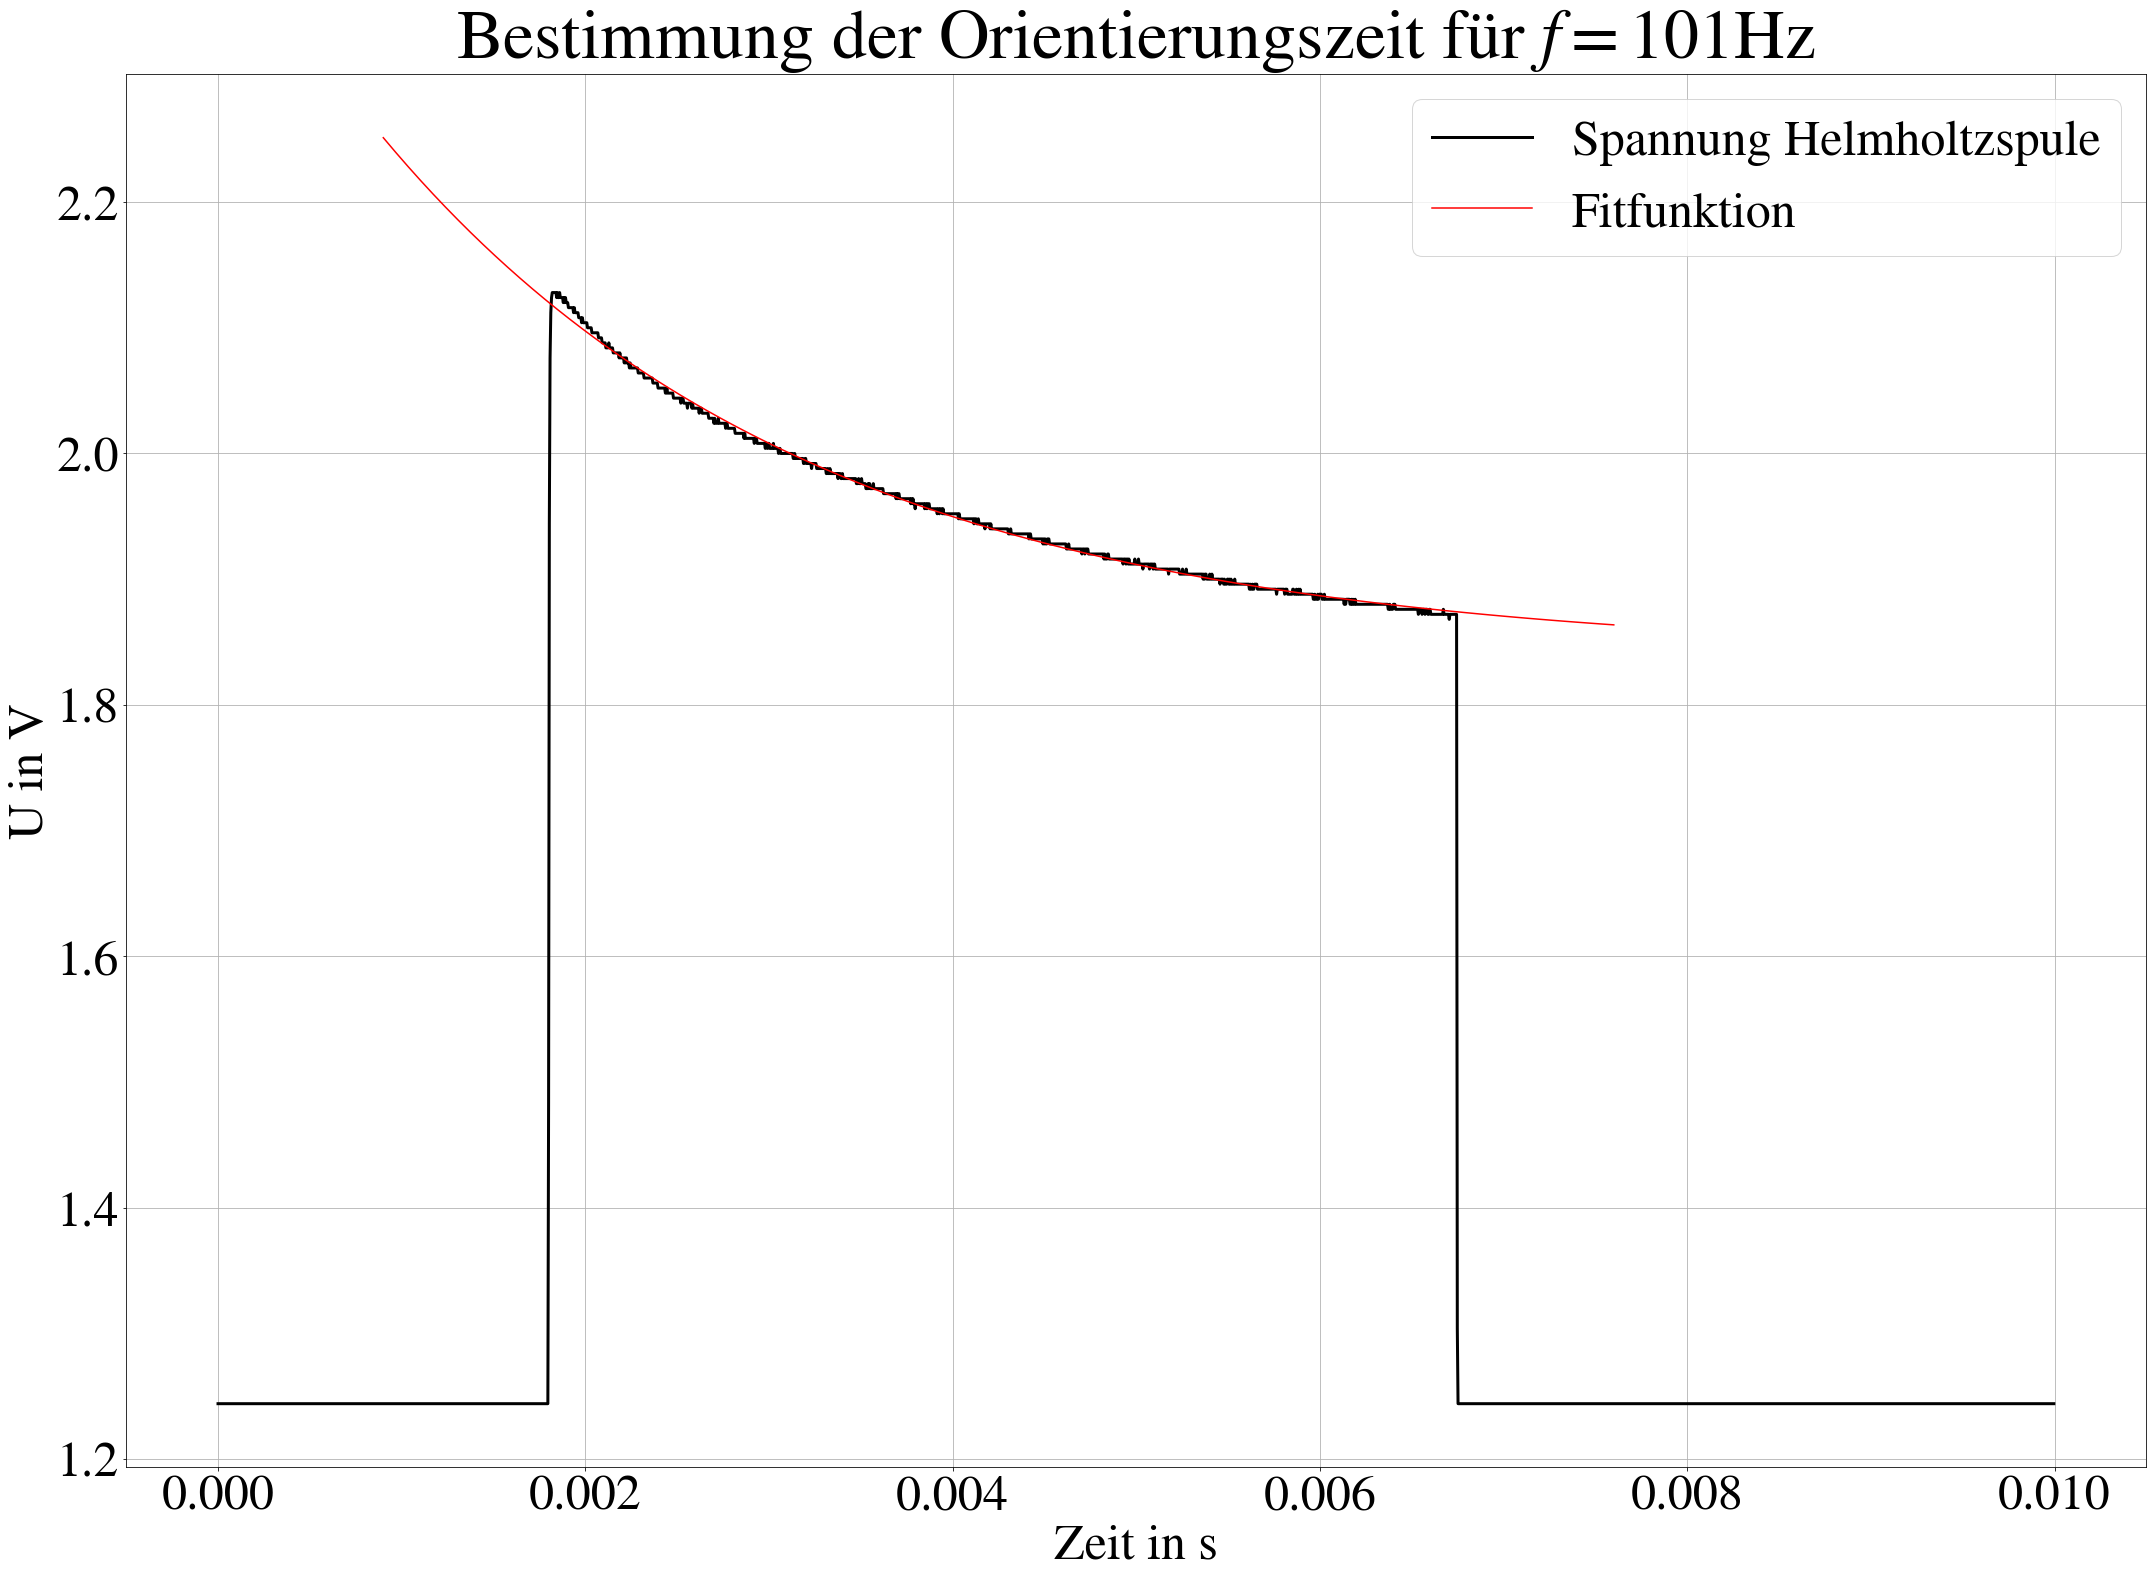 Bestimmung der Orientierungszeit für f = 101Hz
Spannung Helmholtzspule
Fitfunktion
U in V
2.2
2.0
1.8
1.6
1.4
1.2
0.000 0.002 0.004 0.006 0.008 0.010
Zeit in s